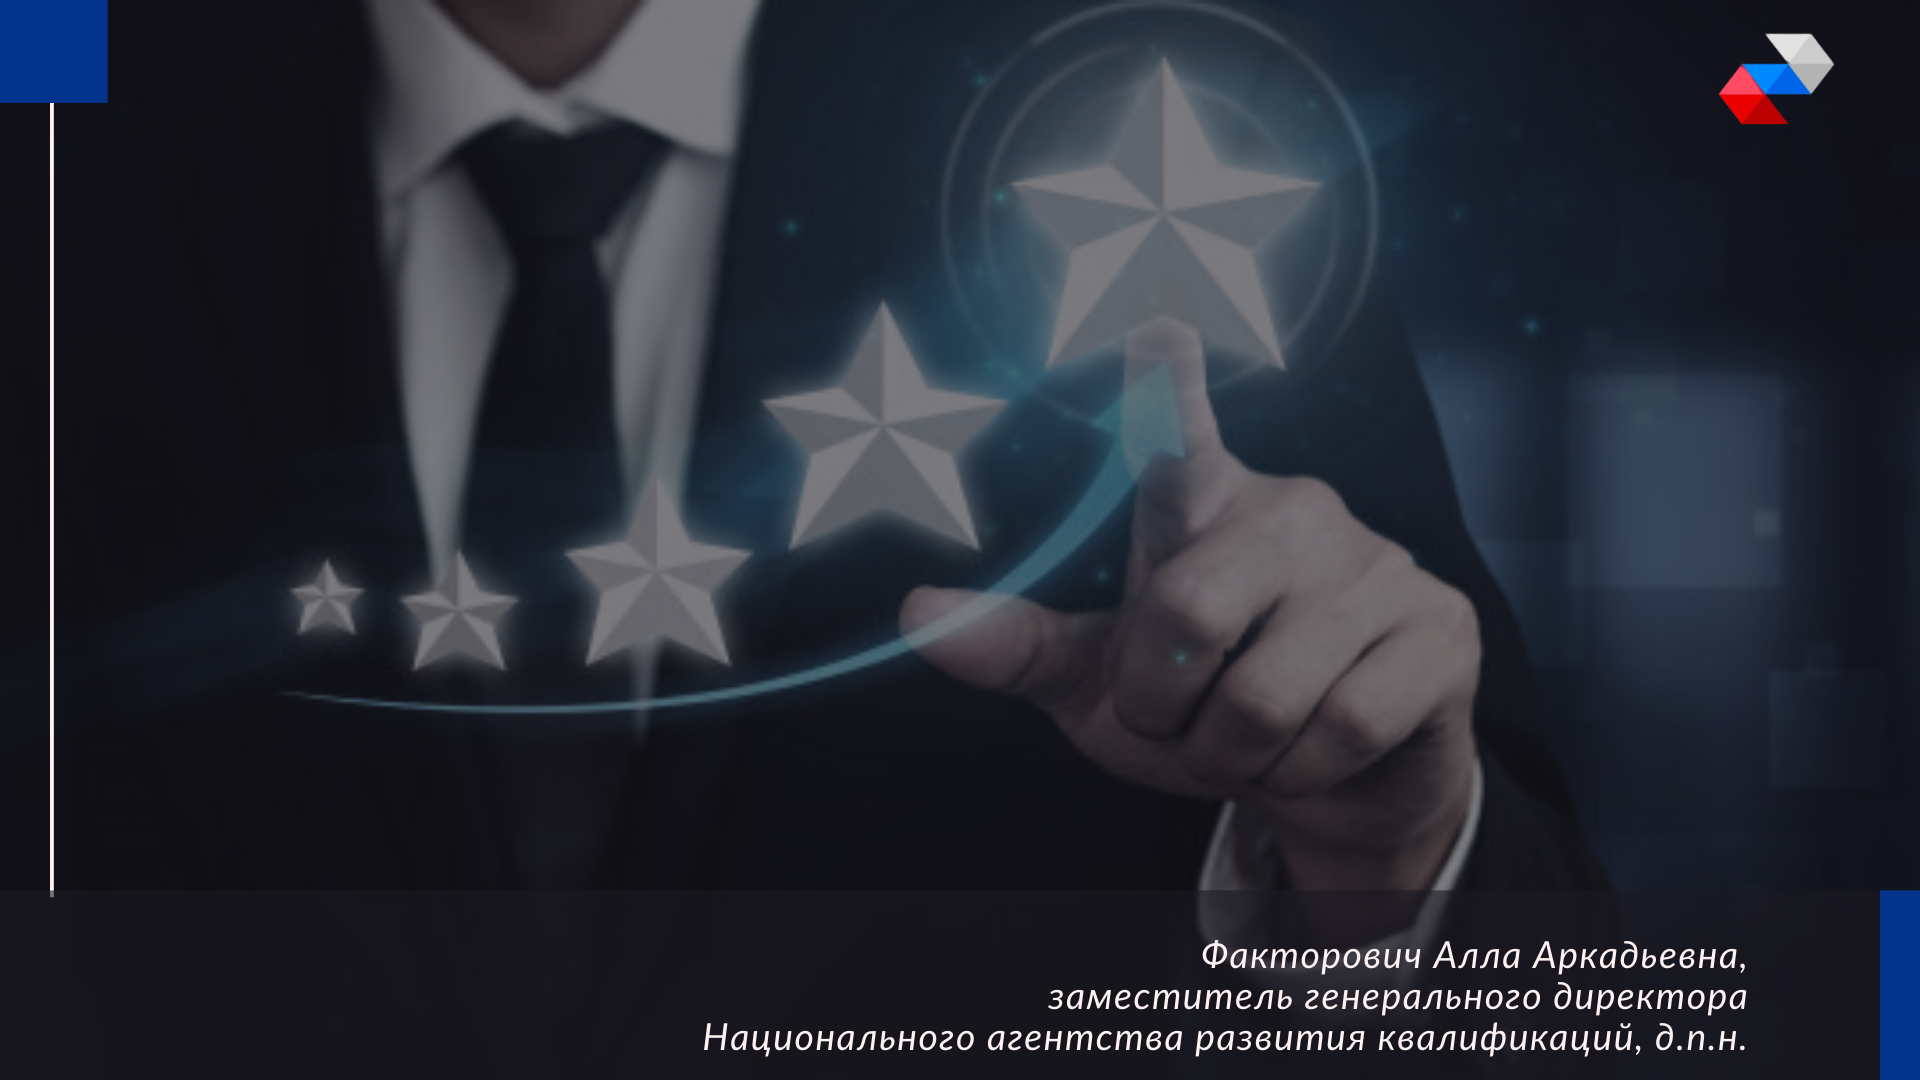 Факторович Алла Аркадьевна,
заместитель генерального директора
Национального агентства развития квалификаций, д.п.н.